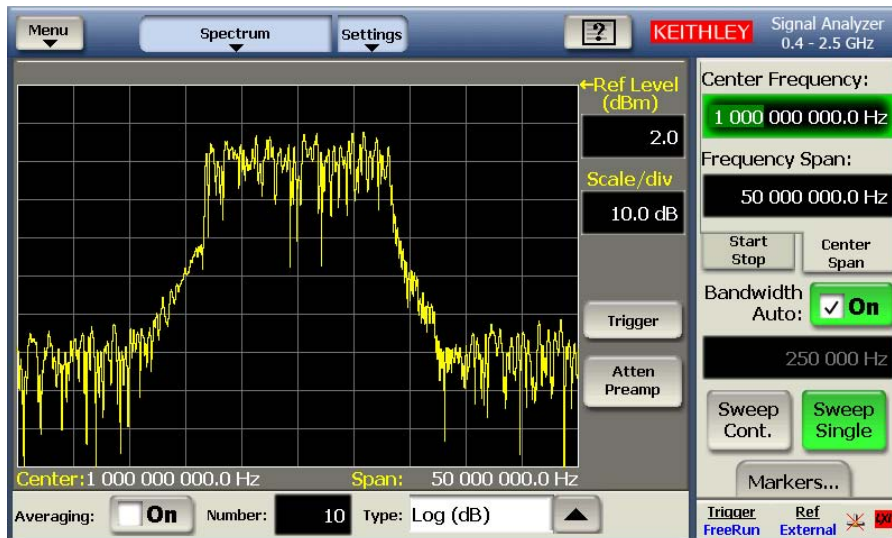 Menu
Spectrum
Settings
?
KEITHLEY
Signal Analyzer
0.4 - 2.5 GHz
←Ref Level
(dBm)
2.0
Scale/div
10.0 dB
Trigger
Atten
Preamp
Center:1 000 000 000.0 Hz
Span: 50 000 000.0 Hz
Averaging:
On
Number:
10
Type: Log (dB)
Center Frequency:
1 000 000 000.0 Hz
Frequency Span:
50 000 000.0 Hz
Start
Stop
Center
Span
Bandwidth
Auto:
On
250 000 Hz
Sweep
Cont.
Sweep
Single
Markers...
Trigger
FreeRun
Ref
External
LXI